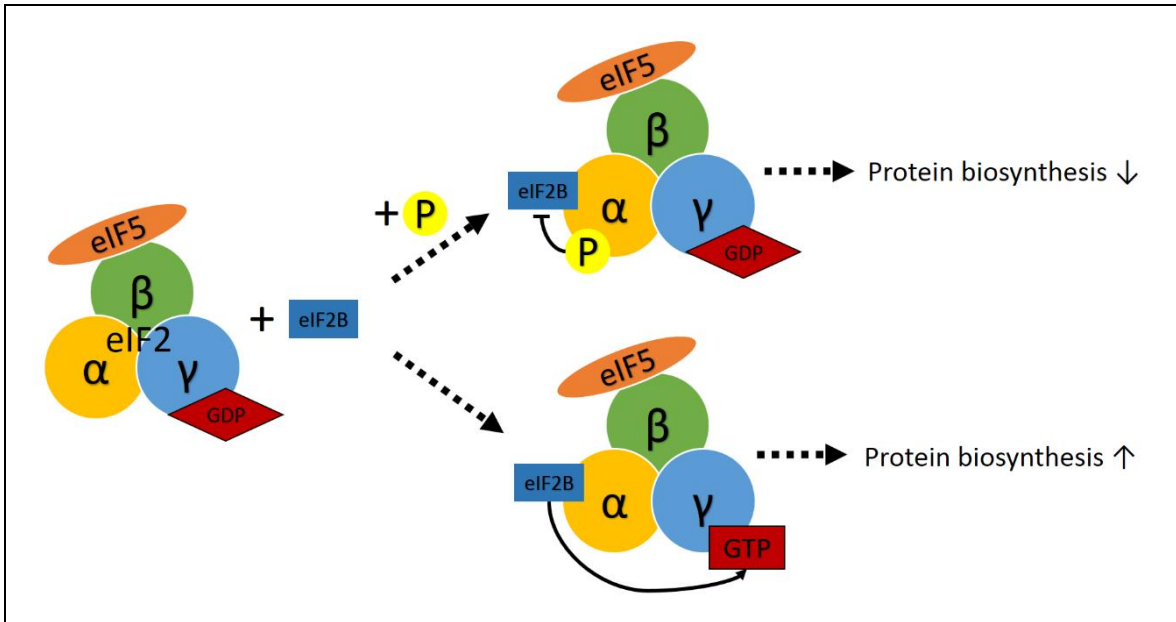 eIF5
β
eIF2
α
γ
GDP
+
eIF2B
+ P
eIF5
β
eIF2B
α
γ
P
GDP
Protein biosynthesis ↓
eIF5
β
eIF2B
α
γ
GTP
Protein biosynthesis ↑